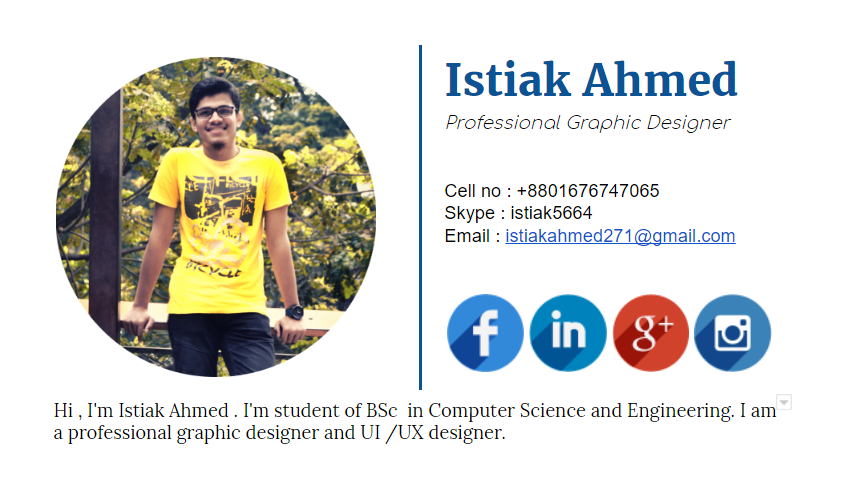 Istiak Ahmed
Professional Graphic Designer
Cell no : +8801676747065
Skype : istiak5664
Email : istiakahmed271@gmail.com
BICYCLE
f in g+
Hi , I'm Istiak Ahmed . I'm student of BSc  in Computer Science and Engineering. I am
a professional graphic designer and UI /UX designer.